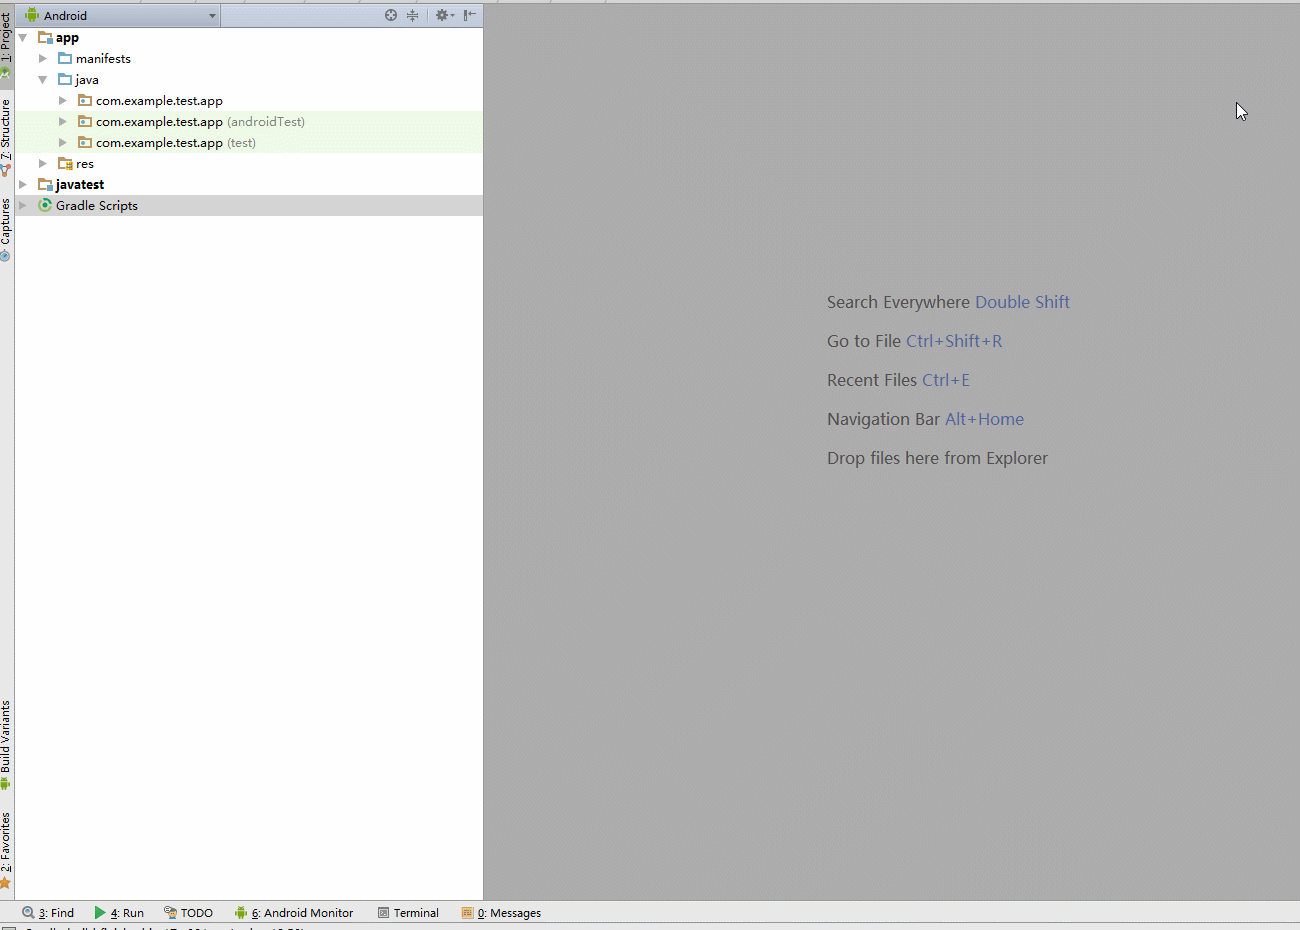 Android
app
manifests
java
com.example.test.app
com.example.test.app (androidTest)
com.example.test.app (test)
res
javatest
Gradle Scripts
1: Project
7: Structure
Captures
Build Variants
2: Favorites
Search Everywhere Double Shift
Go to File Ctrl+Shift+R
Recent Files Ctrl+E
Navigation Bar Alt+Home
Drop files here from Explorer
3: Find
4: Run
TODO
6: Android Monitor
Terminal
0: Messages